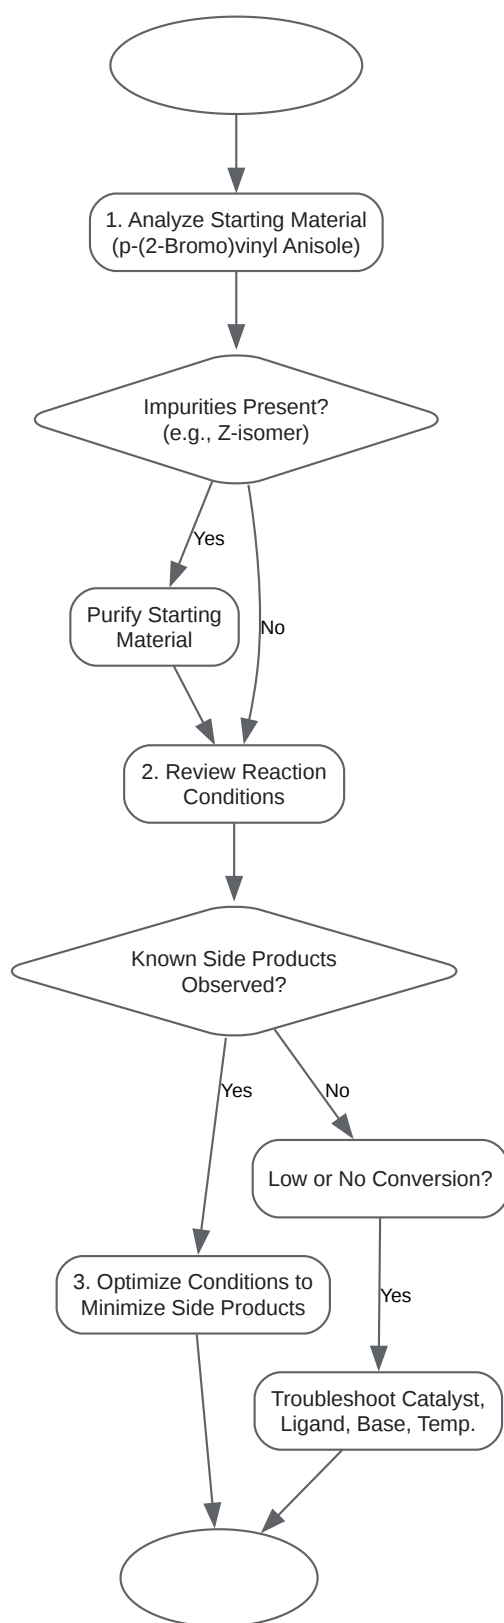 1. Analyze Starting Material
(p-(2-Bromo)vinyl Anisole)
Impurities Present?
(e.g., Z-isomer)
Yes
No
Purify Starting
Material
2. Review Reaction
Conditions
Known Side Products
Observed?
Yes
No
Low or No Conversion?
3. Optimize Conditions to
Minimize Side Products
Yes
Troubleshoot Catalyst,
Ligand, Base, Temp.